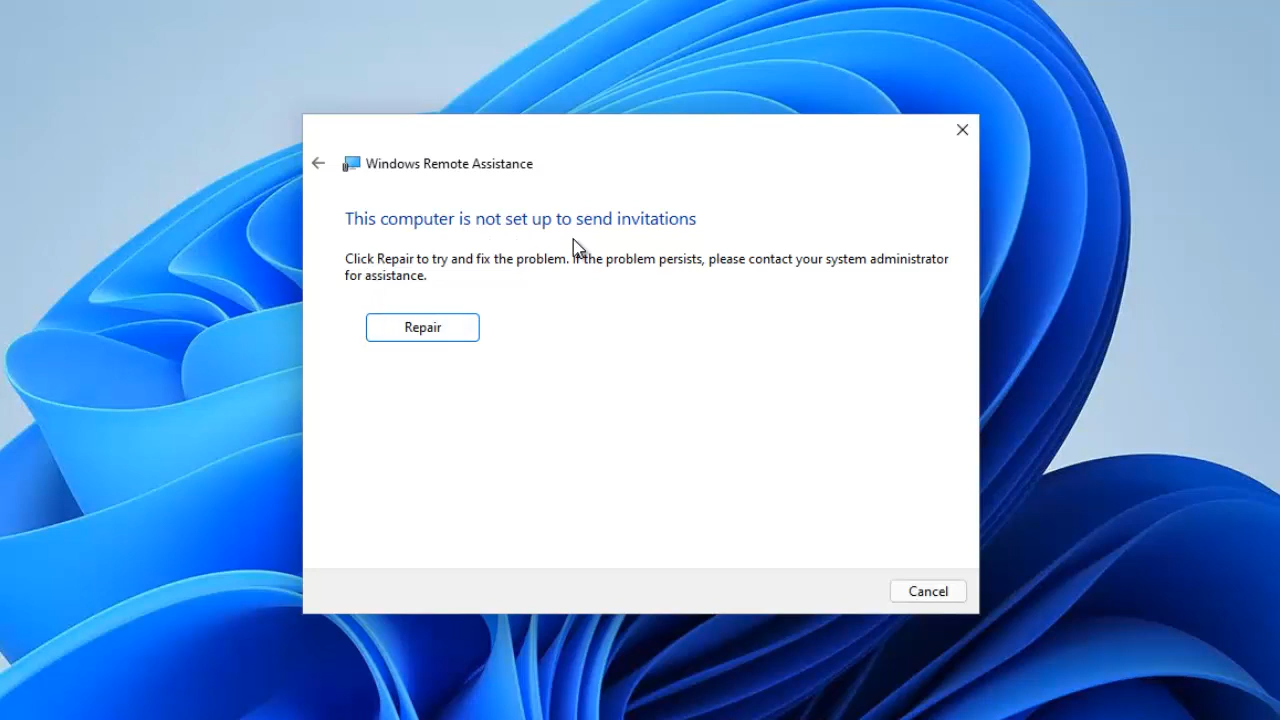 Windows Remote Assistance
This computer is not set up to send invitations
Click Repair to try and fix the problem. If the problem persists, please contact your system administrator
for assistance.
Repair
Cancel